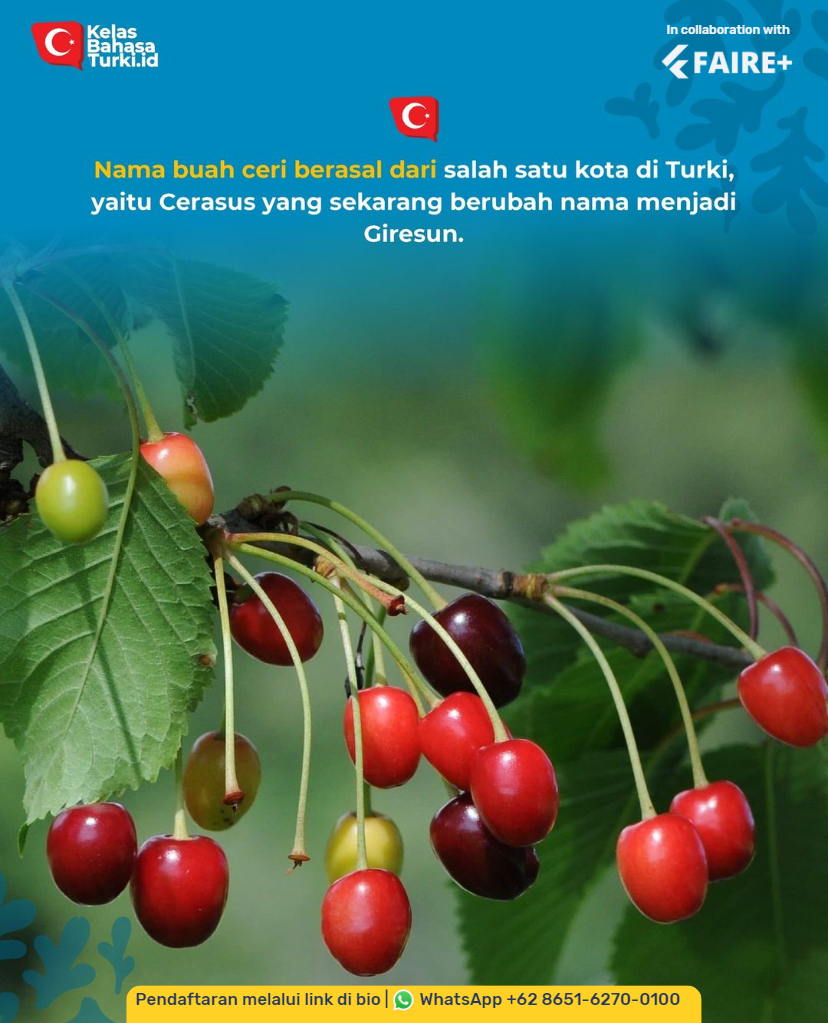 Kelas
Bahasa
Turki.id
In collaboration with
FAIRE+
Nama buah ceri berasal dari salah satu kota di Turki,
yaitu Cerasus yang sekarang berubah nama menjadi
Giresun.
Pendaftaran melalui link di bio | WhatsApp +62 8651-6270-0100